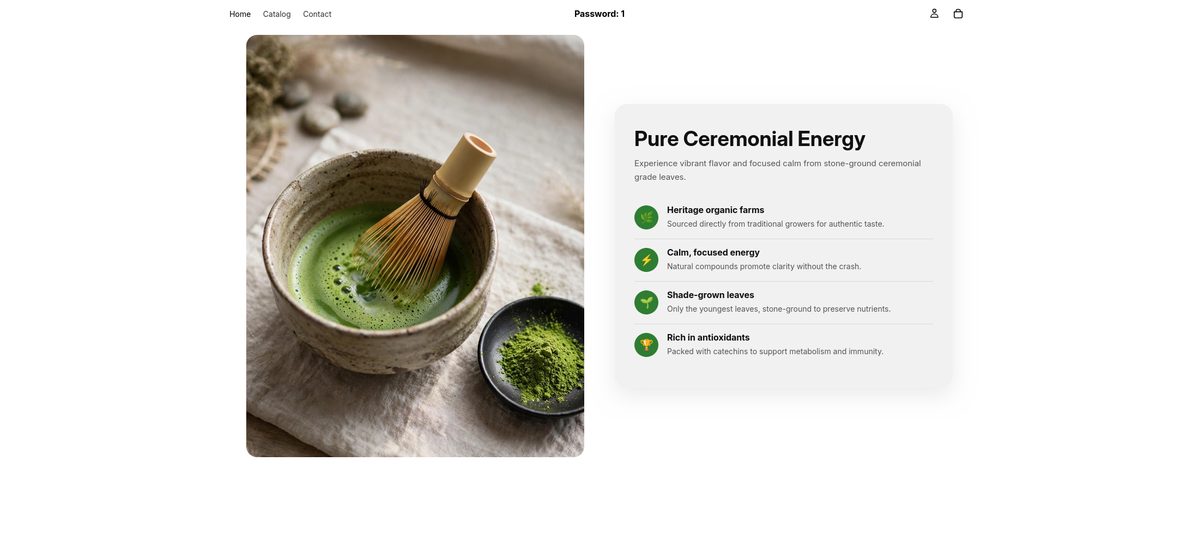 Home Catalog Contact Password: 1
Pure Ceremonial Energy
Experience vibrant flavor and focused calm from stone-ground ceremonial
grade leaves.
Heritage organic farms
Sourced directly from traditional growers for authentic taste.
Calm, focused energy
Natural compounds promote clarity without the crash.
Shade-grown leaves
Only the youngest leaves, stone-ground to preserve nutrients.
Rich in antioxidants
Packed with catechins to support metabolism and immunity.